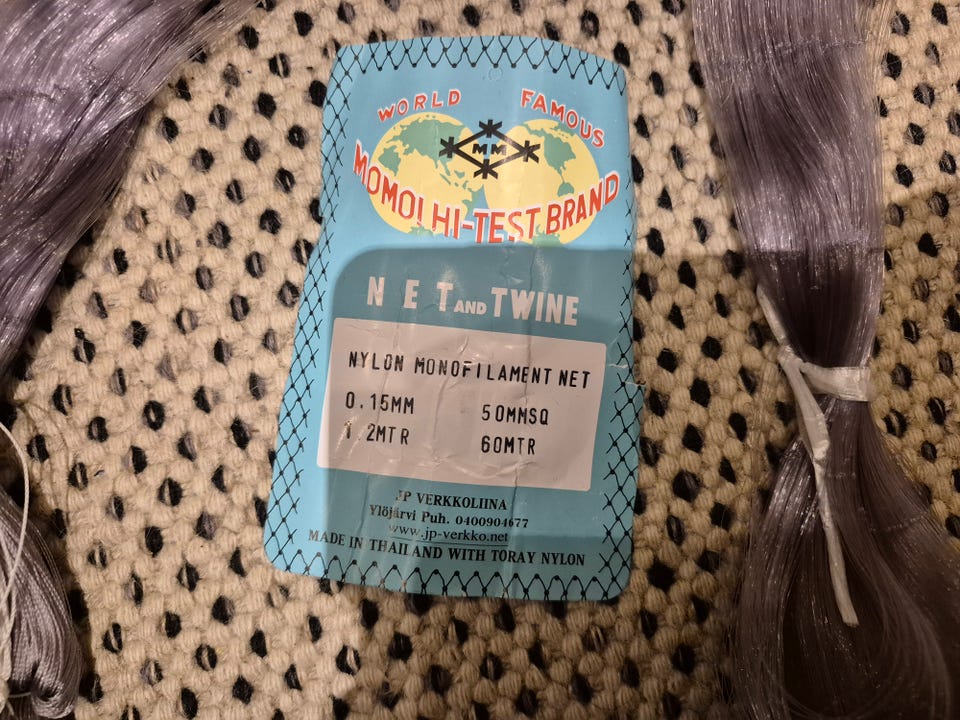 WORLD FAMOUS
MM
MOMOI HI-TEST BRAND
NET AND TWINE
NYLON MONOFILAMENT NET
0.15MM 50MMSQ
1.2MTR 60MTR
JP VERKKOLIINA
Ylöjärvi Puh. 0400904677
www.jp-verkko.net
MADE IN THAILAND WITH TORAY NYLON